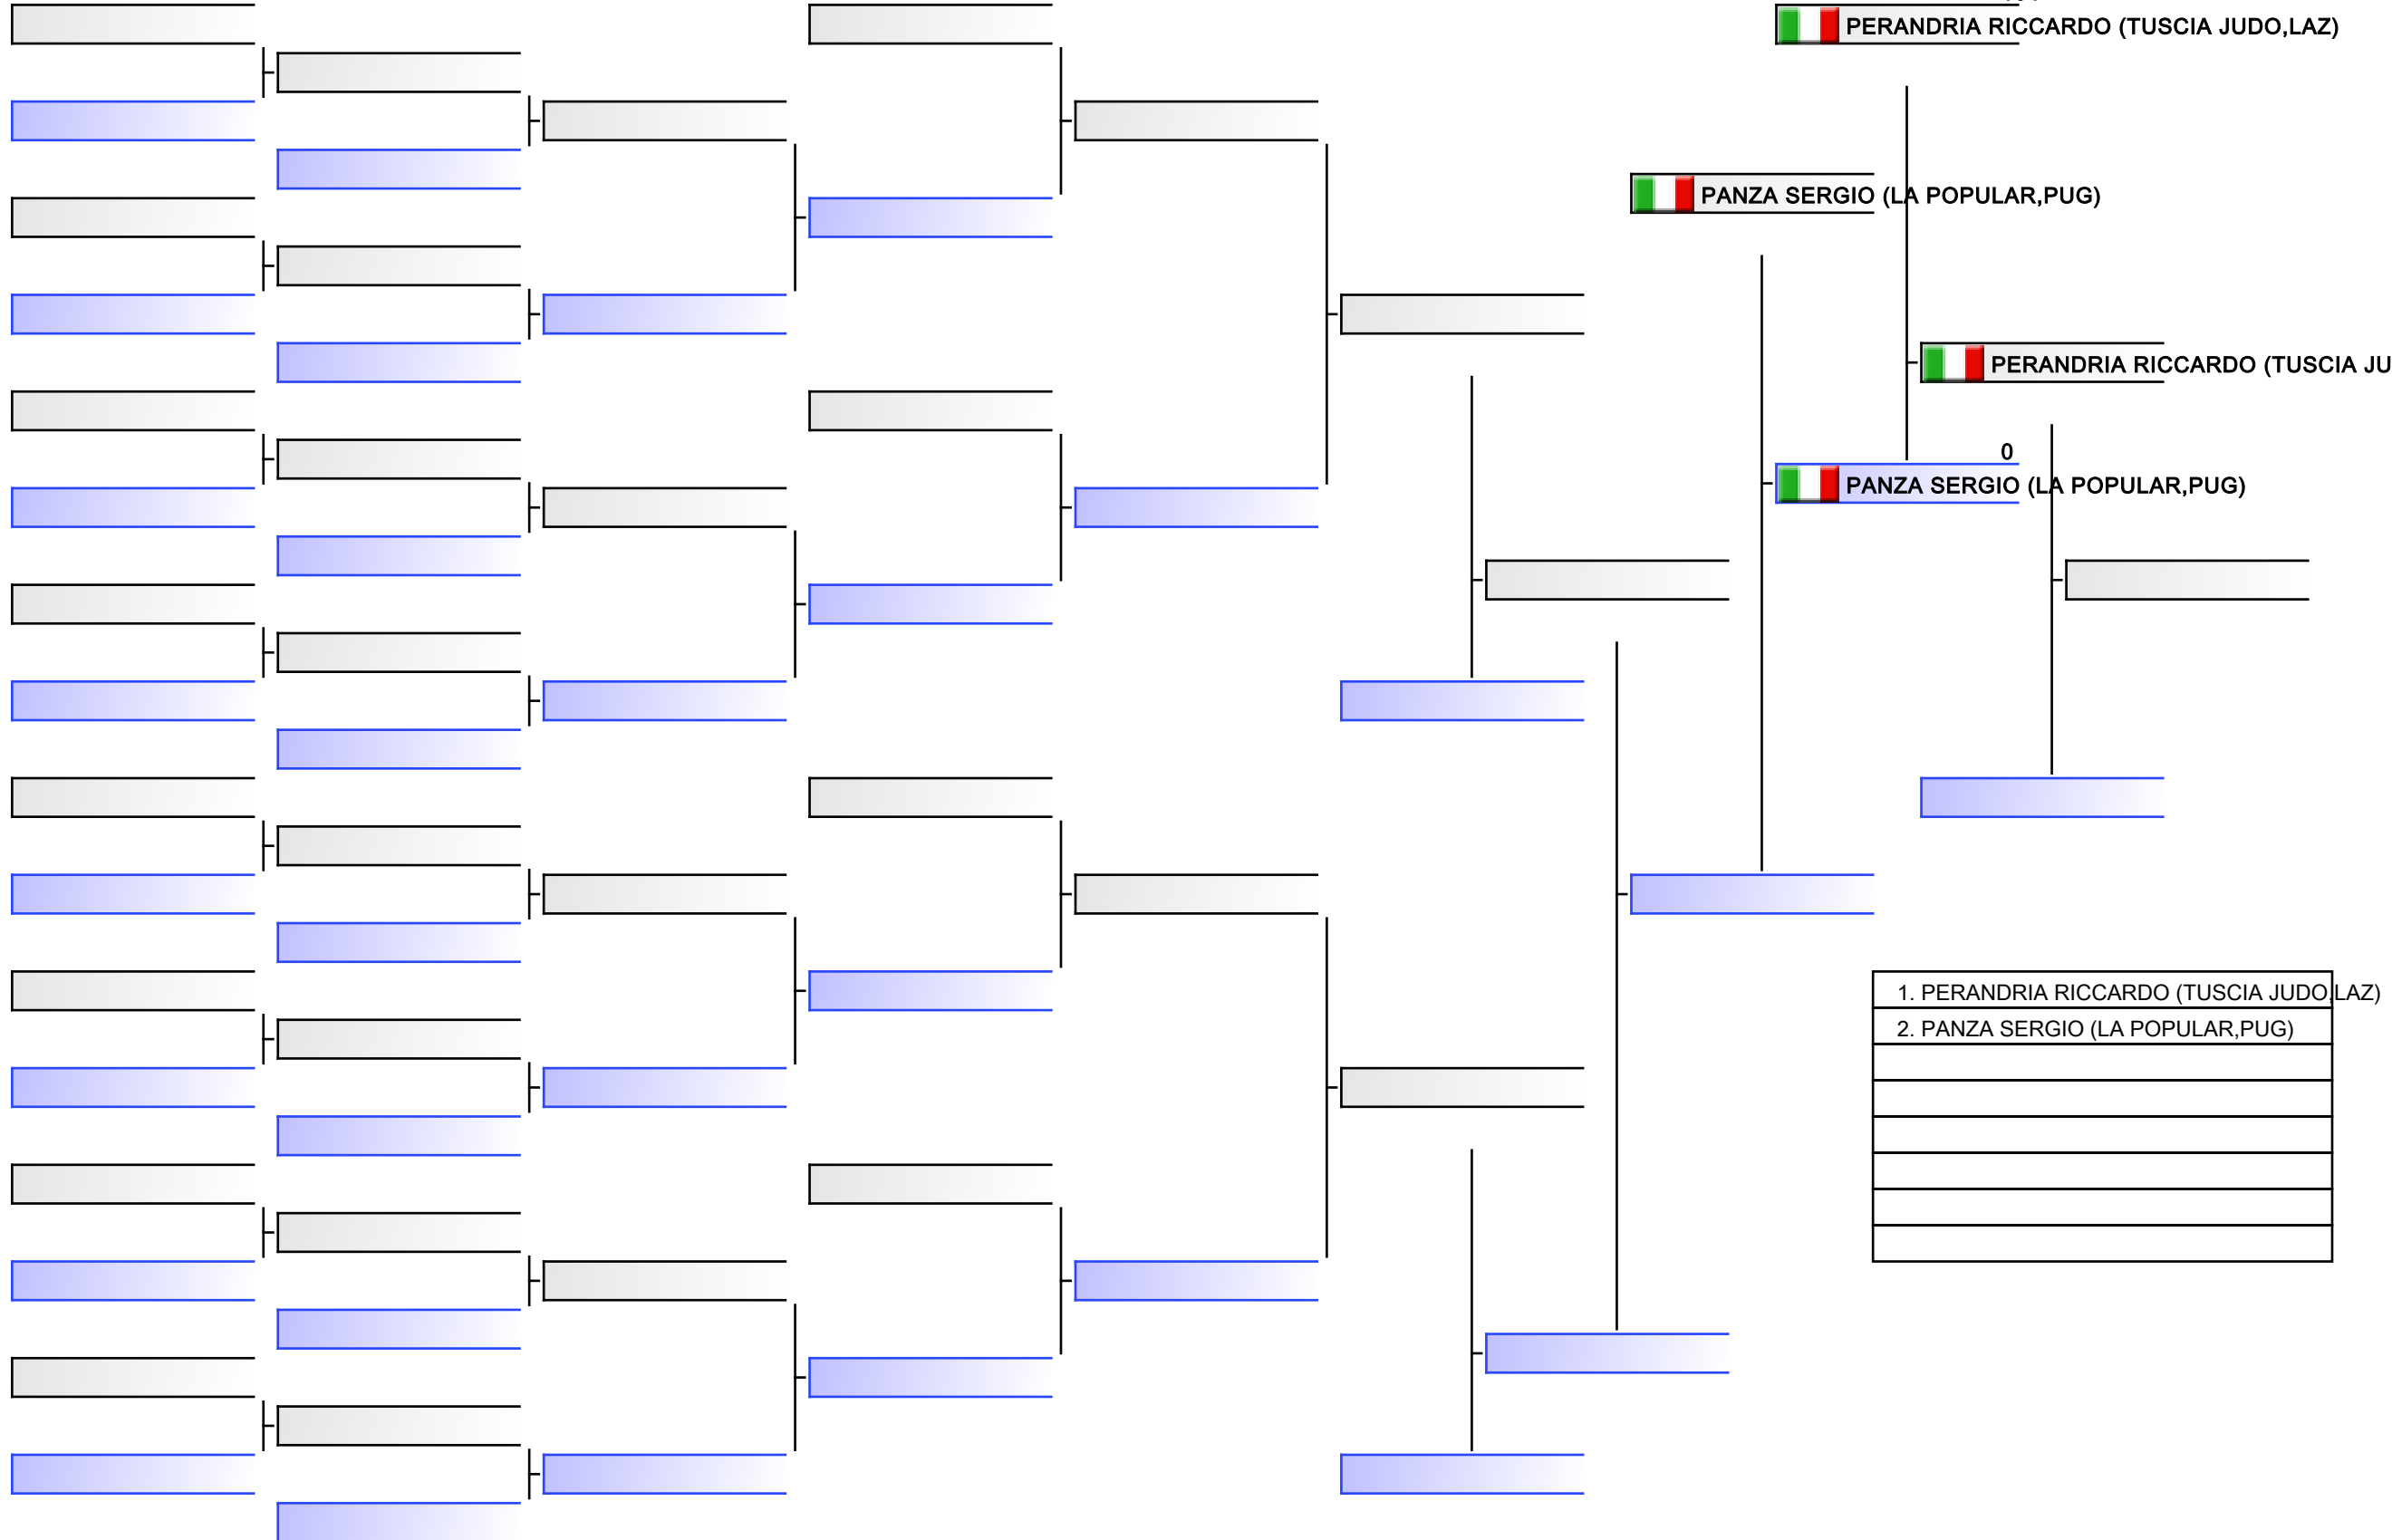 PERANDRIA RICCARDO (TUSCIA JUDO,LAZ)
PANZA SERGIO (LA POPULAR,PUG)
PERANDRIA RICCARDO (TUSCIA JU
0
PANZA SERGIO (LA POPULAR,PUG)
1. PERANDRIA RICCARDO (TUSCIA JUDO,LAZ)
2. PANZA SERGIO (LA POPULAR,PUG)